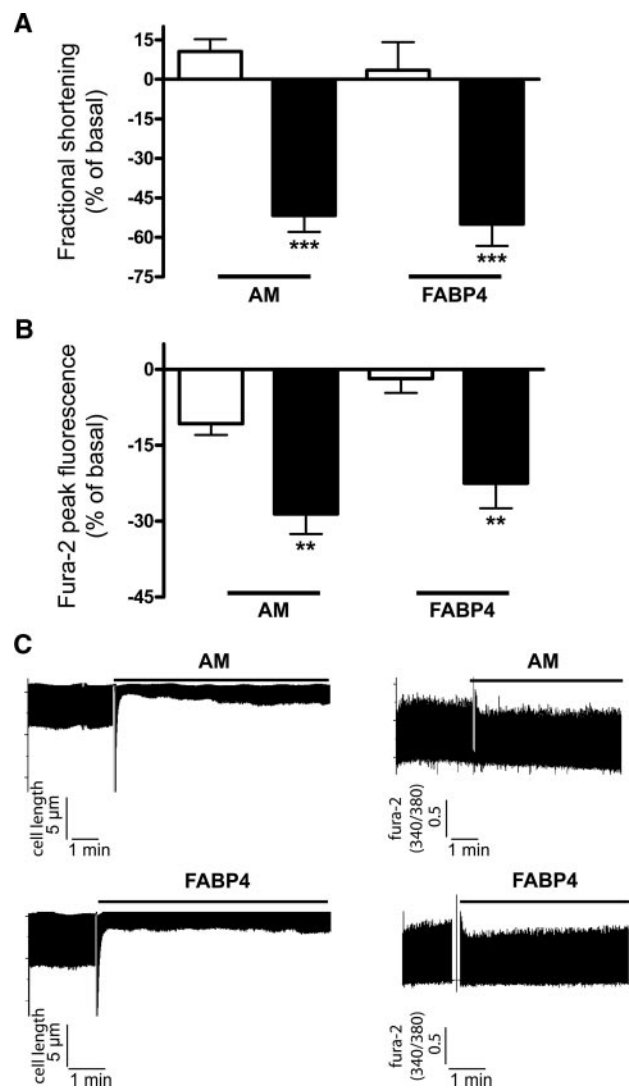 A
Fractional shortening
(% of basal)
15
0
-15
-30
-45
-60
-75
***
***
AM
FABP4
B
Fura-2 peak fluorescence
(% of basal)
0
-15
-30
-45
**
**
AM
FABP4
C
AM
cell length
5 µm
1 min
AM
fura-2
(340/380)
0.5
1 min
FABP4
cell length
5 µm
1 min
FABP4
fura-2
(340/380)
0.5
1 min